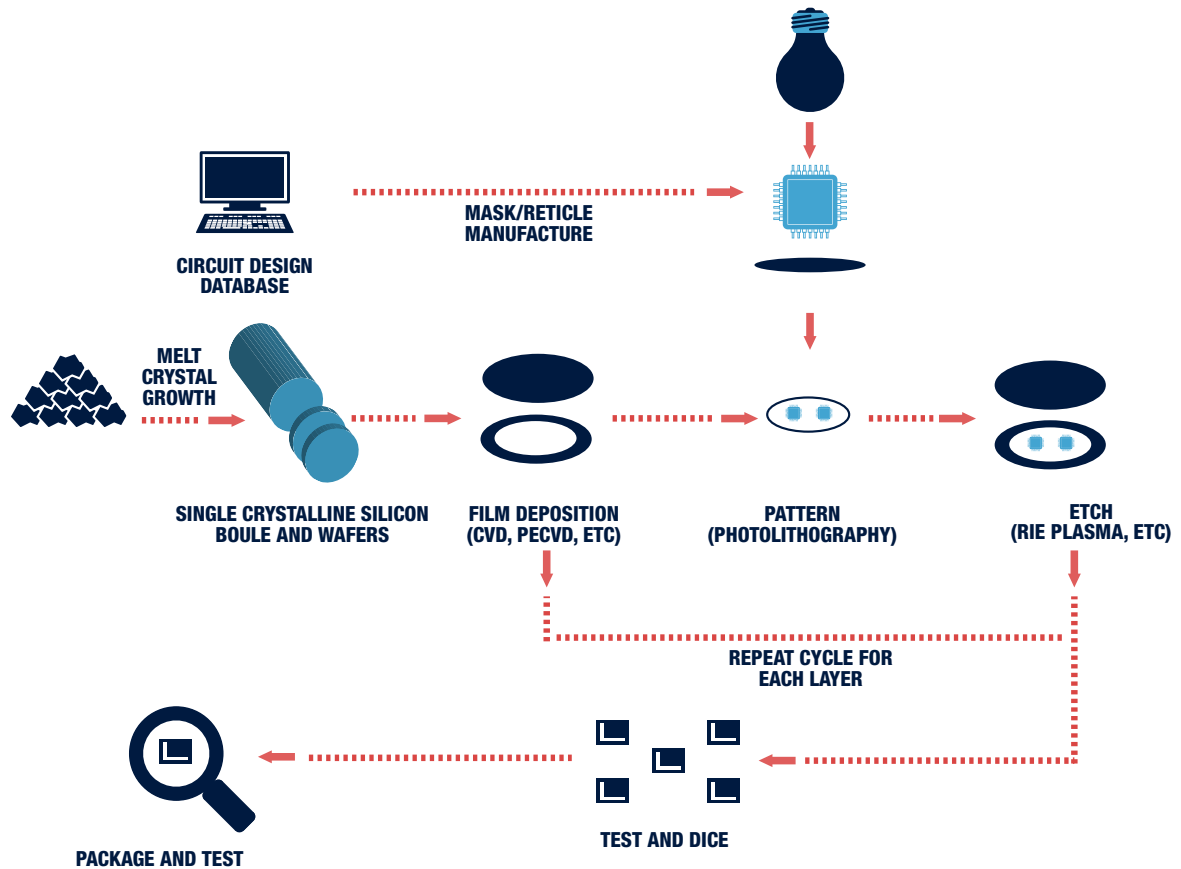 MASK/RETICLE
MANUFACTURE
CIRCUIT DESIGN
DATABASE
MELT
CRYSTAL
GROWTH
SINGLE CRYSTALLINE SILICON
BOULE AND WAFERS
FILM DEPOSITION
(CVD, PECVD, ETC)
PATTERN
(PHOTOLITHOGRAPHY)
ETCH
(RIE PLASMA, ETC)
REPEAT CYCLE FOR
EACH LAYER
TEST AND DICE
PACKAGE AND TEST